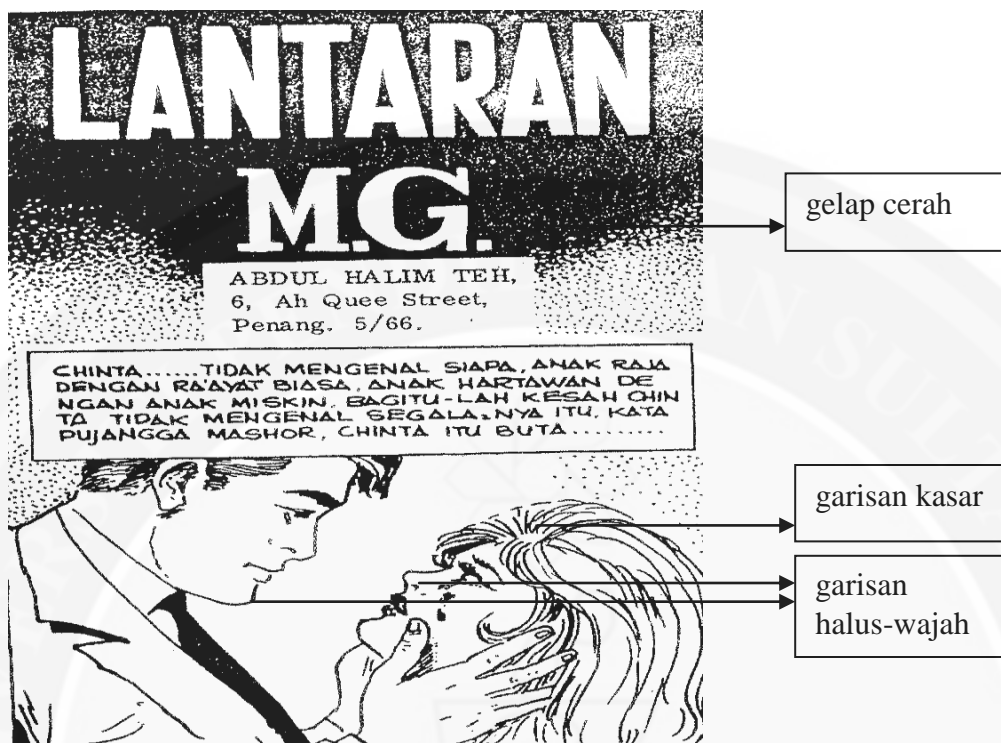 LANTARAN
M.G.
ABDUL HALIM TEH,
6, Ah Quee Street,
Penang. 5/66.
CHINTA......TIDAK MENGENAL SIAPA, ANAK RAJA
DENGAN RA'AYAT BIASA, ANAK HARTAWAN DE
NGAN ANAK MISKIN. BAGITU-LAH KESAH CHIN
TA TIDAK MENGENAL SEGALA2NYA ITU, KATA
PUJANGGA MASHOR, CHINTA ITU BUTA.........
gelap cerah
garisan kasar
garisan
halus-wajah